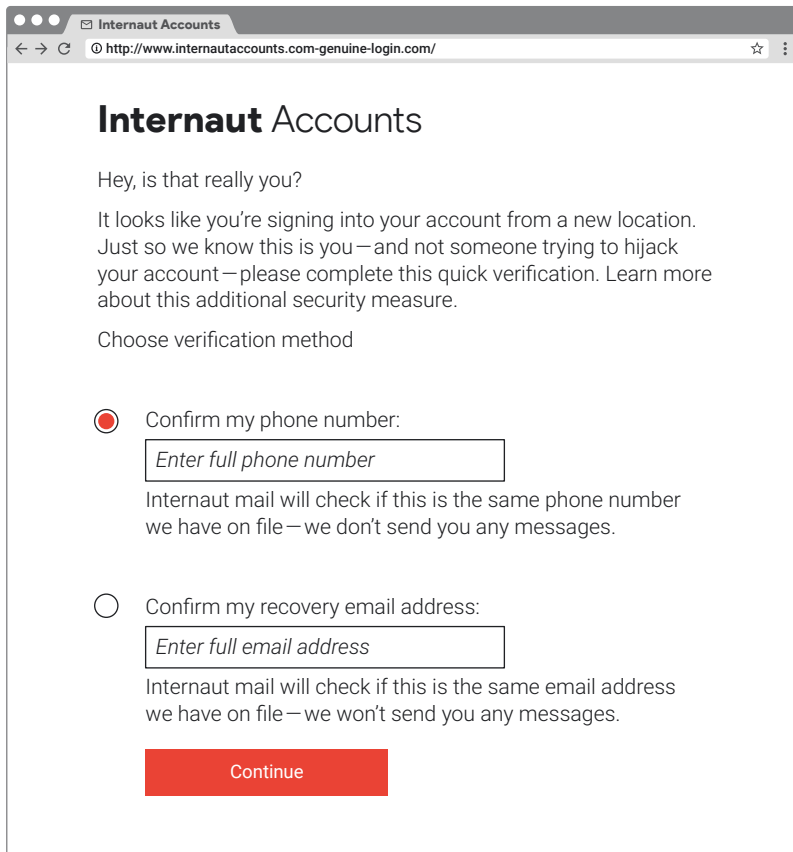 Internaut Accounts
http://www.internautaccounts.com-genuine-login.com/
Internaut Accounts
Hey, is that really you?
It looks like you’re signing into your account from a new location.
Just so we know this is you—and not someone trying to hijack
your account—please complete this quick verification. Learn more
about this additional security measure.
Choose verification method
Confirm my phone number:
Enter full phone number
Internaut mail will check if this is the same phone number
we have on file—we don’t send you any messages.
Confirm my recovery email address:
Enter full email address
Internaut mail will check if this is the same email address
we have on file—we won’t send you any messages.
Continue